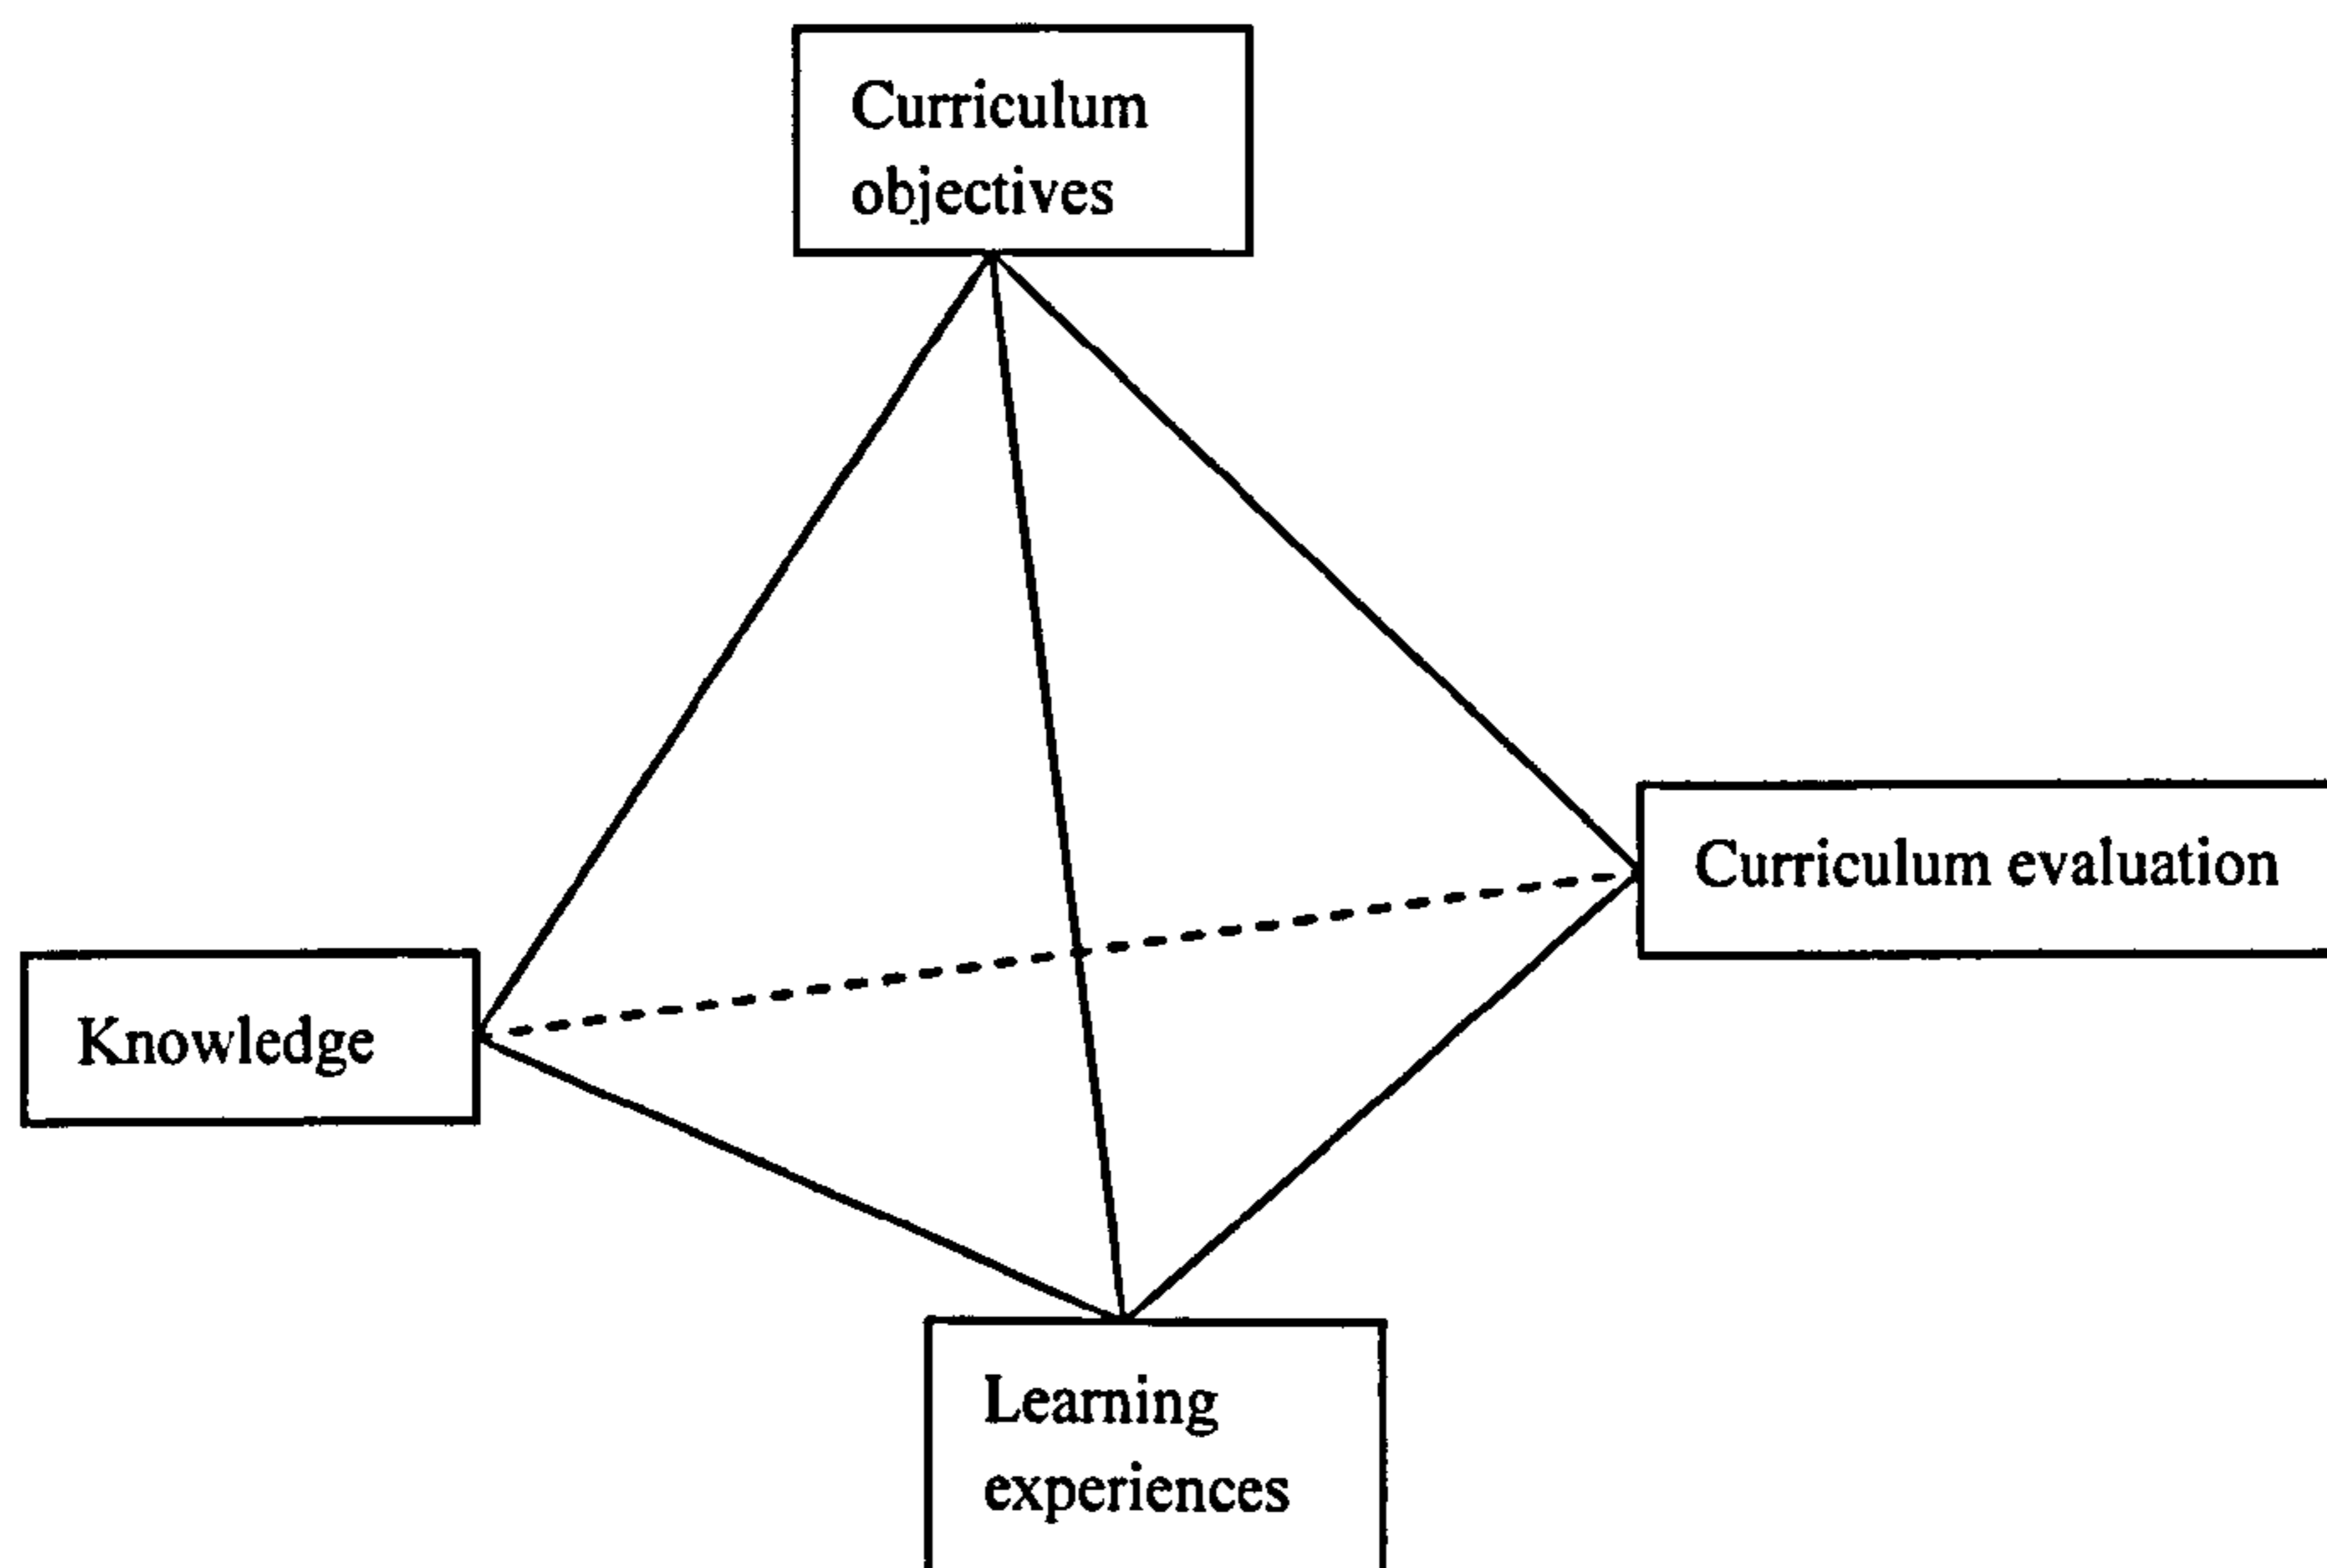 Curriculum
objectives
Curriculum evaluation
Knowledge
Learning
experiences